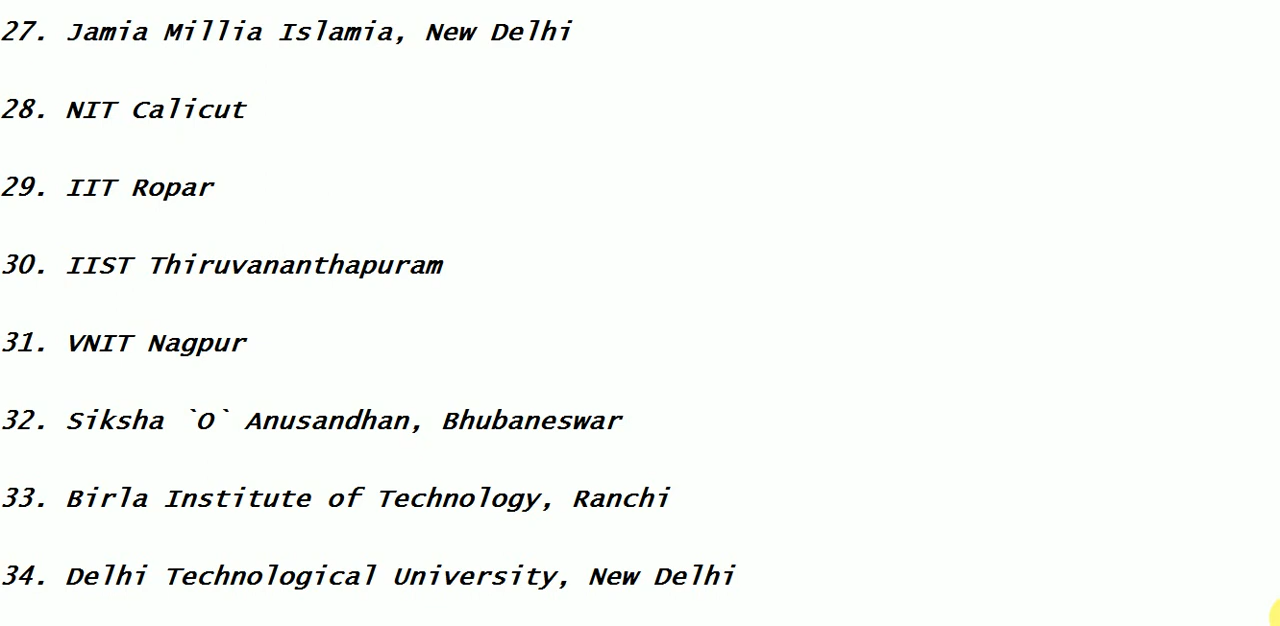 27. Jamia Millia Islamia, New Delhi
28. NIT Calicut
29. IIT Ropar
30. IIST Thiruvananthapuram
31. VNIT Nagpur
32. Siksha `O` Anusandhan, Bhubaneswar
33. Birla Institute of Technology, Ranchi
34. Delhi Technological University, New Delhi